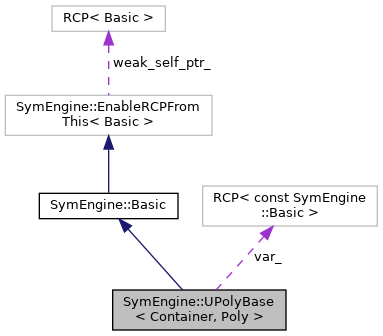 RCP< Basic >
weak_self_ptr_
SymEngine::EnableRCPFrom
This< Basic >
SymEngine::Basic
RCP< const SymEngine
::Basic >
var_
SymEngine::UPolyBase
< Container, Poly >